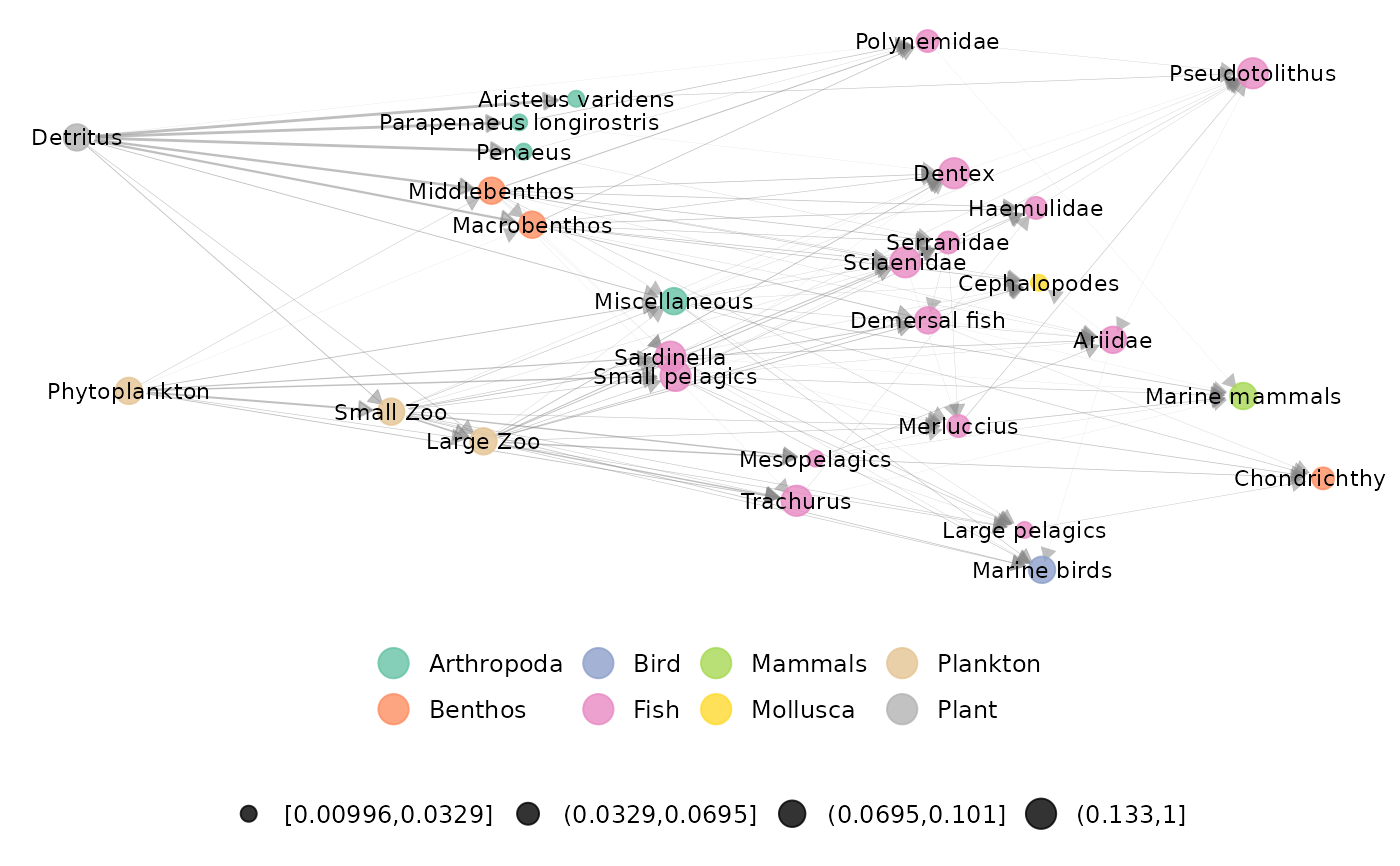 Polynemidae
Pseudotolithus
Aristeus varidens
Parapenaeus longirostris
Detritus
Penaeus
Dentex
Middlebenthos
Haemulidae
Macrobenthos
Serranidae
Sciaenidae
Cephalopodes
Miscellaneous
Demersal fish
Ariidae
Sardinella
Small pelagics
Phytoplankton
Marine mammals
Small Zoo
Merluccius
Large Zoo
Mesopelagics
Chondrichthy
Trachurus
Large pelagics
Marine birds
Arthropoda Bird Mammals Plankton
Benthos Fish Mollusca Plant
[0.00996,0.0329] (0.0329,0.0695] (0.0695,0.101] (0.133,1]